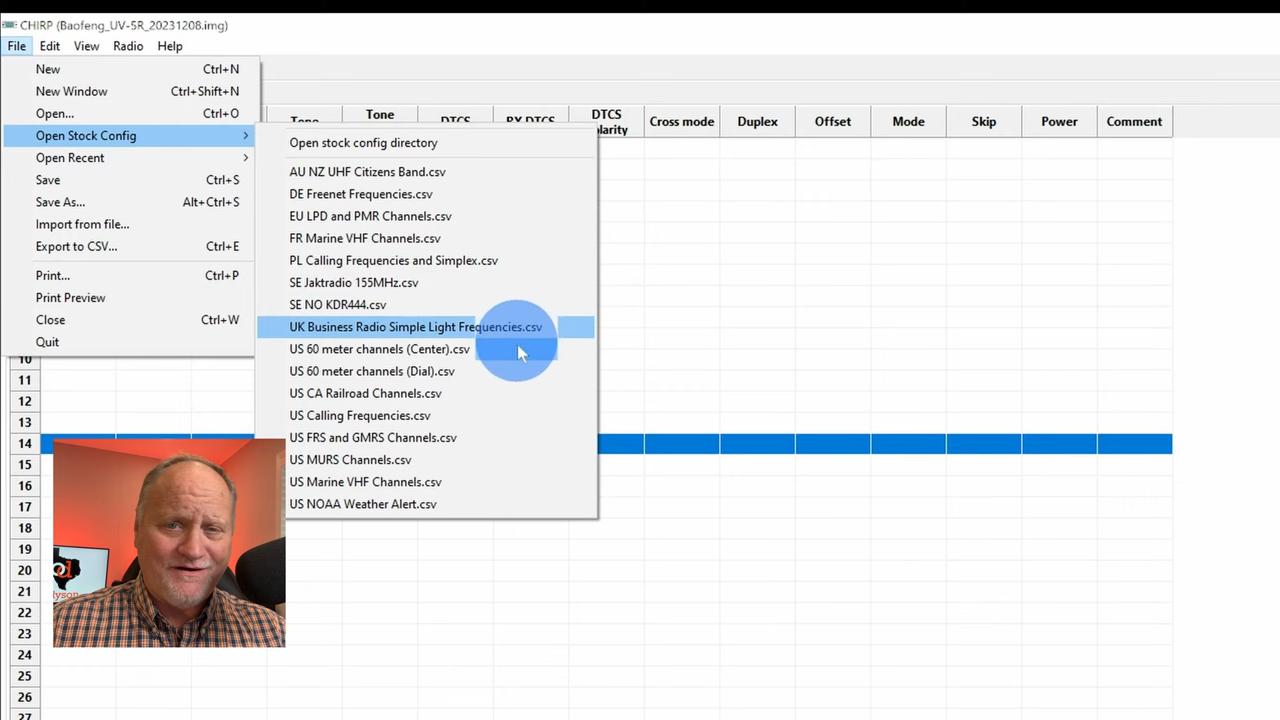 CHIRP (Baofeng_UV-5R_20231208.img)
File Edit View Radio Help
New Ctrl+N
New Window Ctrl+Shift+N
Open... Ctrl+O
Open Stock Config
Open Recent
Save Ctrl+S
Save As... Alt+Ctrl+S
Import from file...
Export to CSV... Ctrl+E
Print... Ctrl+P
Print Preview
Close Ctrl+W
Quit
Open stock config directory
AU NZ UHF Citizens Band.csv
DE Freenet Frequencies.csv
EU LPD and PMR Channels.csv
FR Marine VHF Channels.csv
PL Calling Frequencies and Simplex.csv
SE Jaktradio 155MHz.csv
SE NO KDR444.csv
UK Business Radio Simple Light Frequencies.csv
US 60 meter channels (Center).csv
US 60 meter channels (Dial).csv
US CA Railroad Channels.csv
US Calling Frequencies.csv
US FRS and GMRS Channels.csv
US MURS Channels.csv
US Marine VHF Channels.csv
US NOAA Weather Alert.csv
Tone Tone DTCS RX DTCS DTCS Cross mode Duplex Offset Mode Skip Power Comment
larity
10
11
12
13
14
15
16
17
18
19
20
21
22
23
24
25
26
27